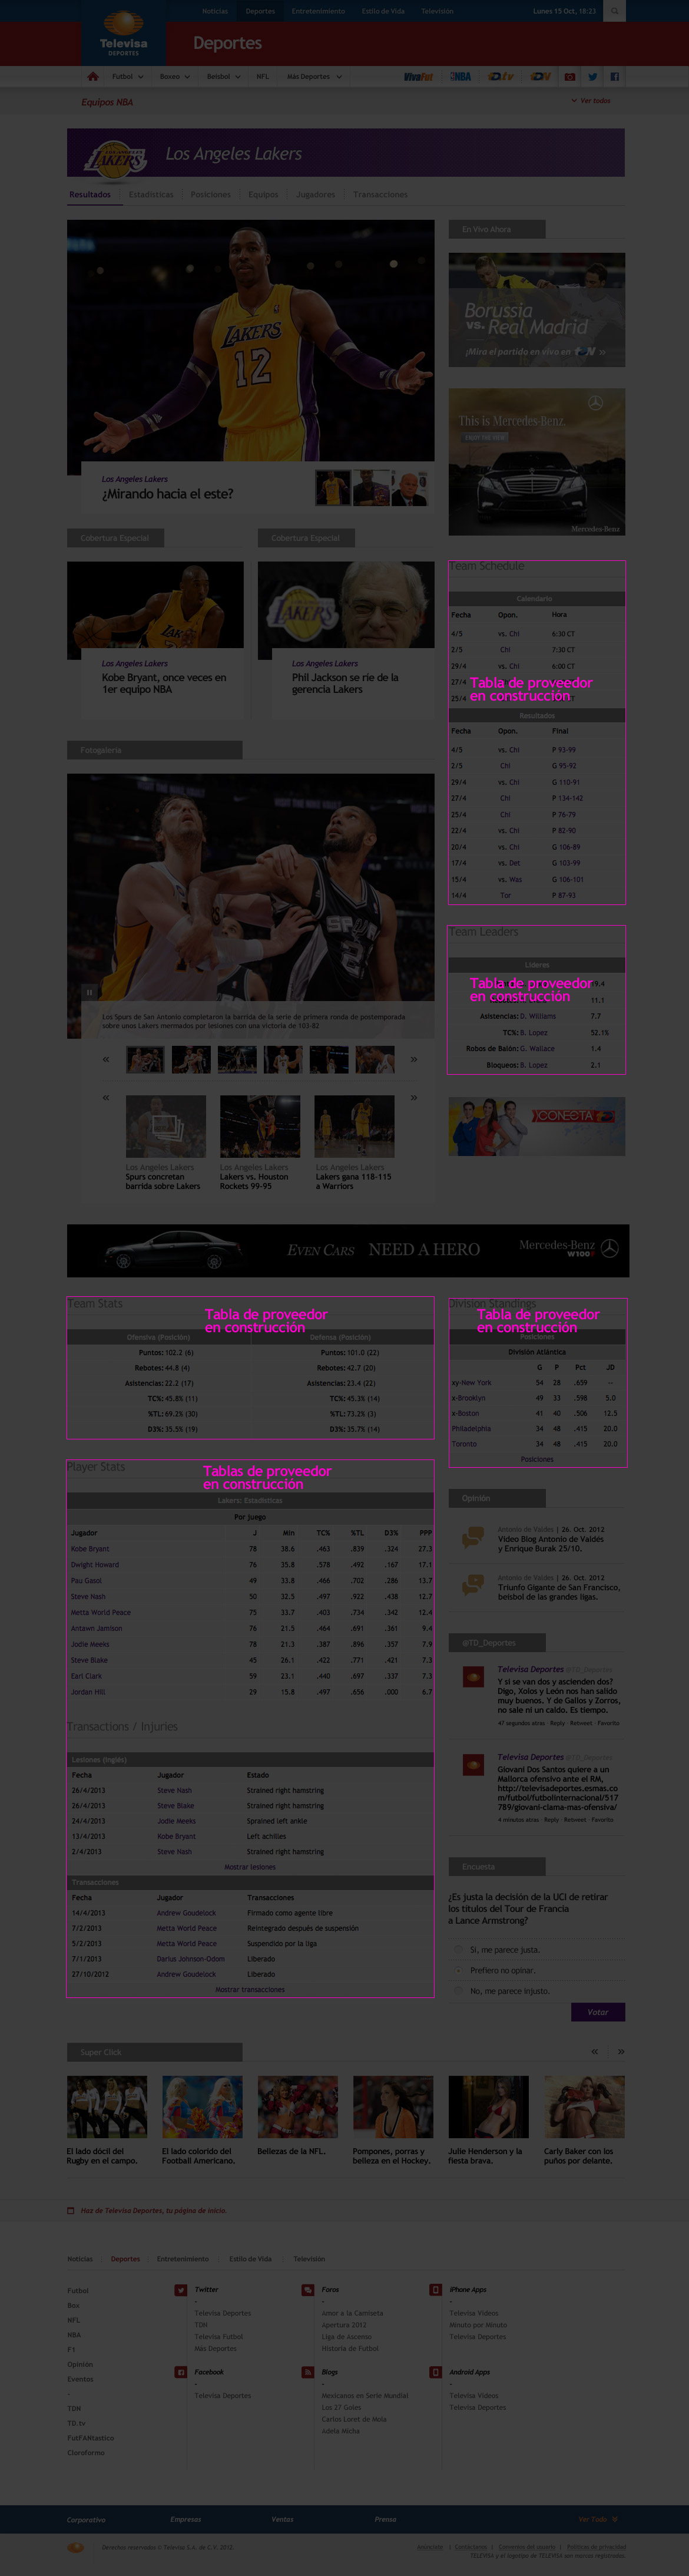 Noticias Deportes Entretenimiento Estilo de Vida Televisión Lunes 15 Oct, 18:23
Televisa
DEPORTES
Deportes
Futbol Boxeo Beisbol NFL Más Deportes VivaFut NBA TD.tv
Equipos NBA Ver todos
LAKERS
Los Angeles Lakers
Resultados Estadísticas Posiciones Equipos Jugadores Transacciones
LAKERS
12
Los Angeles Lakers
¿Mirando hacia el este?
En Vivo Ahora
Borussia
vs. Real Madrid
¡Mira el partido en vivo en
This is Mercedes-Benz.
Mercedes-Benz
Cobertura Especial
Los Angeles Lakers
Kobe Bryant, once veces en
1er equipo NBA
Cobertura Especial
Los Angeles Lakers
Phil Jackson se ríe de la
gerencia Lakers
Team Schedule
Calendario
Fecha Opon. Hora
4/5 vs. Chi 6:30 CT
2/5 Chi 7:30 CT
29/4 vs. Chi 6:00 CT
27/4
25/4
Tabla de proveedor
en construcción
Resultados
Fecha Opon. Final
4/5 vs. Chi P 93-99
2/5 Chi G 95-92
29/4 vs. Chi G 110-91
27/4 Chi P 134-142
25/4 Chi P 76-79
22/4 vs. Chi P 82-90
20/4 vs. Chi G 106-89
17/4 vs. Det G 103-99
15/4 vs. Was G 106-101
14/4 Tor P 87-93
Fotogalería
SPURS
Los Spurs de San Antonio completaron la barrida de la serie de primera ronda de postemporada
sobre unos Lakers mermados por lesiones con una victoria de 103-82
Los Angeles Lakers
Spurs concretan
barrida sobre Lakers
Los Angeles Lakers
Lakers vs. Houston
Rockets 99-95
Los Angeles Lakers
Lakers gana 118-115
a Warriors
Team Leaders
Líderes
Tabla de proveedor
en construcción
11.1
Asistencias: D. Williams 7.7
TC%: B. Lopez 52.1%
Robos de Balón: G. Wallace 1.4
Bloqueos: B. Lopez 2.1
CONECTA
EVEN CARS NEED A HERO
Mercedes-Benz
W100
Team Stats
Tabla de proveedor
en construcción
Ofensiva (Posición) Defensa (Posición)
Puntos: 102.2 (6) Puntos: 101.0 (22)
Rebotes: 44.8 (4) Rebotes: 42.7 (20)
Asistencias: 22.2 (17) Asistencias: 23.4 (22)
TC%: 45.8% (11) TC%: 45.3% (14)
%TL: 69.2% (30) %TL: 73.2% (3)
D3%: 35.5% (19) D3%: 35.7% (14)
Division Standings
Tabla de proveedor
en construcción
Posiciones
División Atlántica
G P Pct JD
xy-New York 54 28 .659 --
x-Brooklyn 49 33 .598 5.0
x-Boston 41 40 .506 12.5
Philadelphia 34 48 .415 20.0
Toronto 34 48 .415 20.0
Posiciones
Player Stats
Tablas de proveedor
en construcción
Lakers: Estadísticas
Por juego
Jugador J Min TC% %TL D3% PPP
Kobe Bryant 78 38.6 .463 .839 .324 27.3
Dwight Howard 76 35.8 .578 .492 .167 17.1
Pau Gasol 49 33.8 .466 .702 .286 13.7
Steve Nash 50 32.5 .497 .922 .438 12.7
Metta World Peace 75 33.7 .403 .734 .342 12.4
Antawn Jamison 76 21.5 .464 .691 .361 9.4
Jodie Meeks 78 21.3 .387 .896 .357 7.9
Steve Blake 45 26.1 .422 .771 .421 7.3
Earl Clark 59 23.1 .440 .697 .337 7.3
Jordan Hill 29 15.8 .497 .656 .000 6.7
Transactions / Injuries
Lesiones (Inglés)
Fecha Jugador Estado
26/4/2013 Steve Nash Strained right hamstring
26/4/2013 Steve Blake Strained right hamstring
24/4/2013 Jodie Meeks Sprained left ankle
13/4/2013 Kobe Bryant Left achilles
2/4/2013 Steve Nash Strained right hamstring
Mostrar lesiones
Transacciones
Fecha Jugador Transacciones
14/4/2013 Andrew Goudelock Firmado como agente libre
7/2/2013 Metta World Peace Reintegrado después de suspensión
5/2/2013 Metta World Peace Suspendido por la liga
7/1/2013 Darius Johnson-Odom Liberado
27/10/2012 Andrew Goudelock Liberado
Mostrar transacciones
Opinión
Antonio de Valdes | 26. Oct. 2012
Video Blog Antonio de Valdés
y Enrique Burak 25/10.
Antonio de Valdes | 26. Oct. 2012
Triunfo Gigante de San Francisco,
beisbol de las grandes ligas.
@TD_Deportes
Televisa Deportes @TD_Deportes
Y si se van dos y ascienden dos?
Digo, Xolos y León nos han salido
muy buenos. Y de Gallos y Zorros,
no sale ni un caldo. Es tiempo.
47 segundos atras · Reply · Retweet · Favorito
Televisa Deportes @TD_Deportes
Giovani Dos Santos quiere a un
Mallorca ofensivo ante el RM,
http://televisadeportes.esmas.co
m/futbol/futbolinternacional/517
789/giovani-clama-mas-ofensiva/
4 minutos atras · Reply · Retweet · Favorito
Encuesta
¿Es justa la decisión de la UCI de retirar
los títulos del Tour de Francia
a Lance Armstrong?
Si, me parece justa.
Prefiero no opinar.
No, me parece injusto.
Votar
Super Click
El lado dócil del
Rugby en el campo.
El lado colorido del
Football Americano.
Bellezas de la NFL.
Pompones, porras y
belleza en el Hockey.
Julie Henderson y la
fiesta brava.
Carly Baker con los
puños por delante.
Haz de Televisa Deportes, tu página de inicio.
Noticias Deportes Entretenimiento Estilo de Vida Televisión
Futbol
Box
NFL
NBA
F1
Opinión
Eventos
-
TDN
TD.tv
FutFANtastico
Cloroformo
Twitter
-
Televisa Deportes
TDN
Televisa Futbol
Más Deportes
Facebook
-
Televisa Deportes
Foros
-
Amor a la Camiseta
Apertura 2012
Liga de Ascenso
Historia de Futbol
Blogs
-
Mexicanos en Serie Mundial
Los 27 Goles
Carlos Loret de Mola
Adela Micha
iPhone Apps
-
Televisa Videos
Minuto por Minuto
Televisa Deportes
Android Apps
-
Televisa Videos
Televisa Deportes
Corporativo Empresas Ventas Prensa Ver Todo
Derechos reservados © Televisa S.A. de C.V. 2012.
Anúnciate | Contáctanos | Convenios del usuario | Políticas de privacidad
TELEVISA y el logotipo de TELEVISA son marcas registradas.